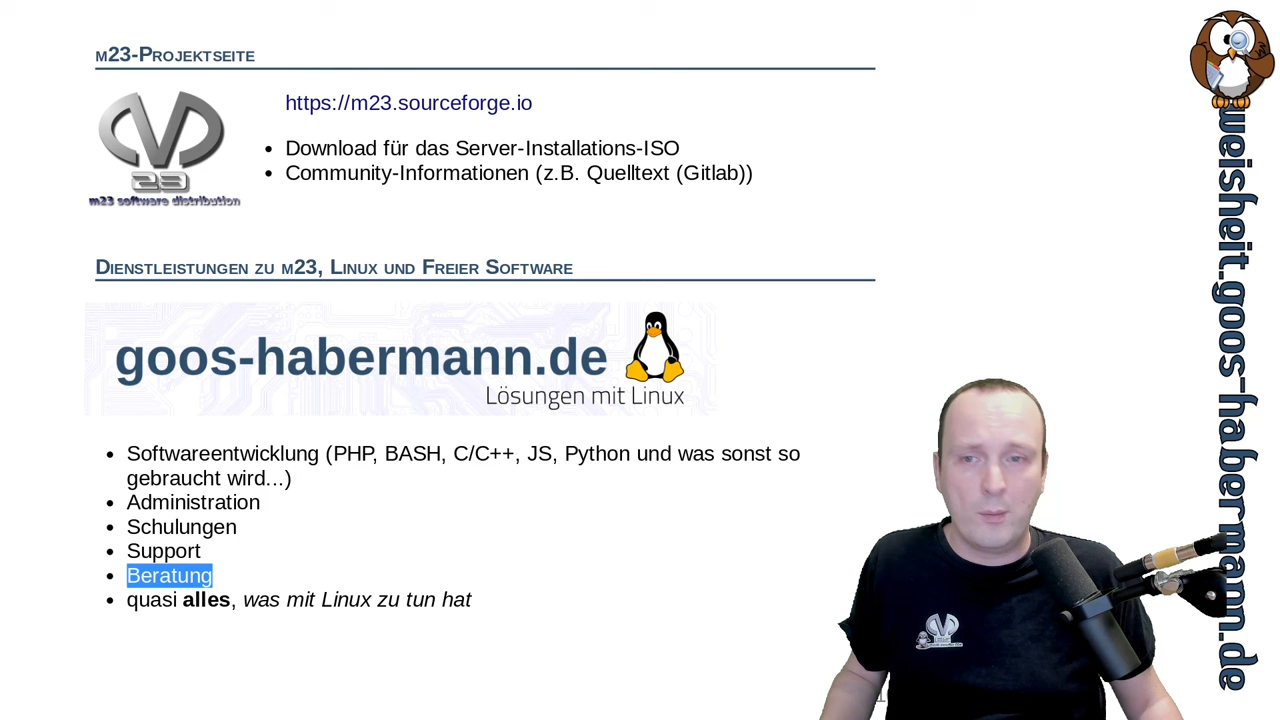 m23-Projektseite
https://m23.sourceforge.io
• Download für das Server-Installations-ISO
• Community-Informationen (z.B. Quelltext (Gitlab))
m23 software distribution
Dienstleistungen zu m23, Linux und Freier Software
goos-habermann.de
Lösungen mit Linux
• Softwareentwicklung (PHP, BASH, C/C++, JS, Python und was sonst so
gebraucht wird...)
• Administration
• Schulungen
• Support
• Beratung
• quasi alles, was mit Linux zu tun hat
weisheit.goos-habermann.de